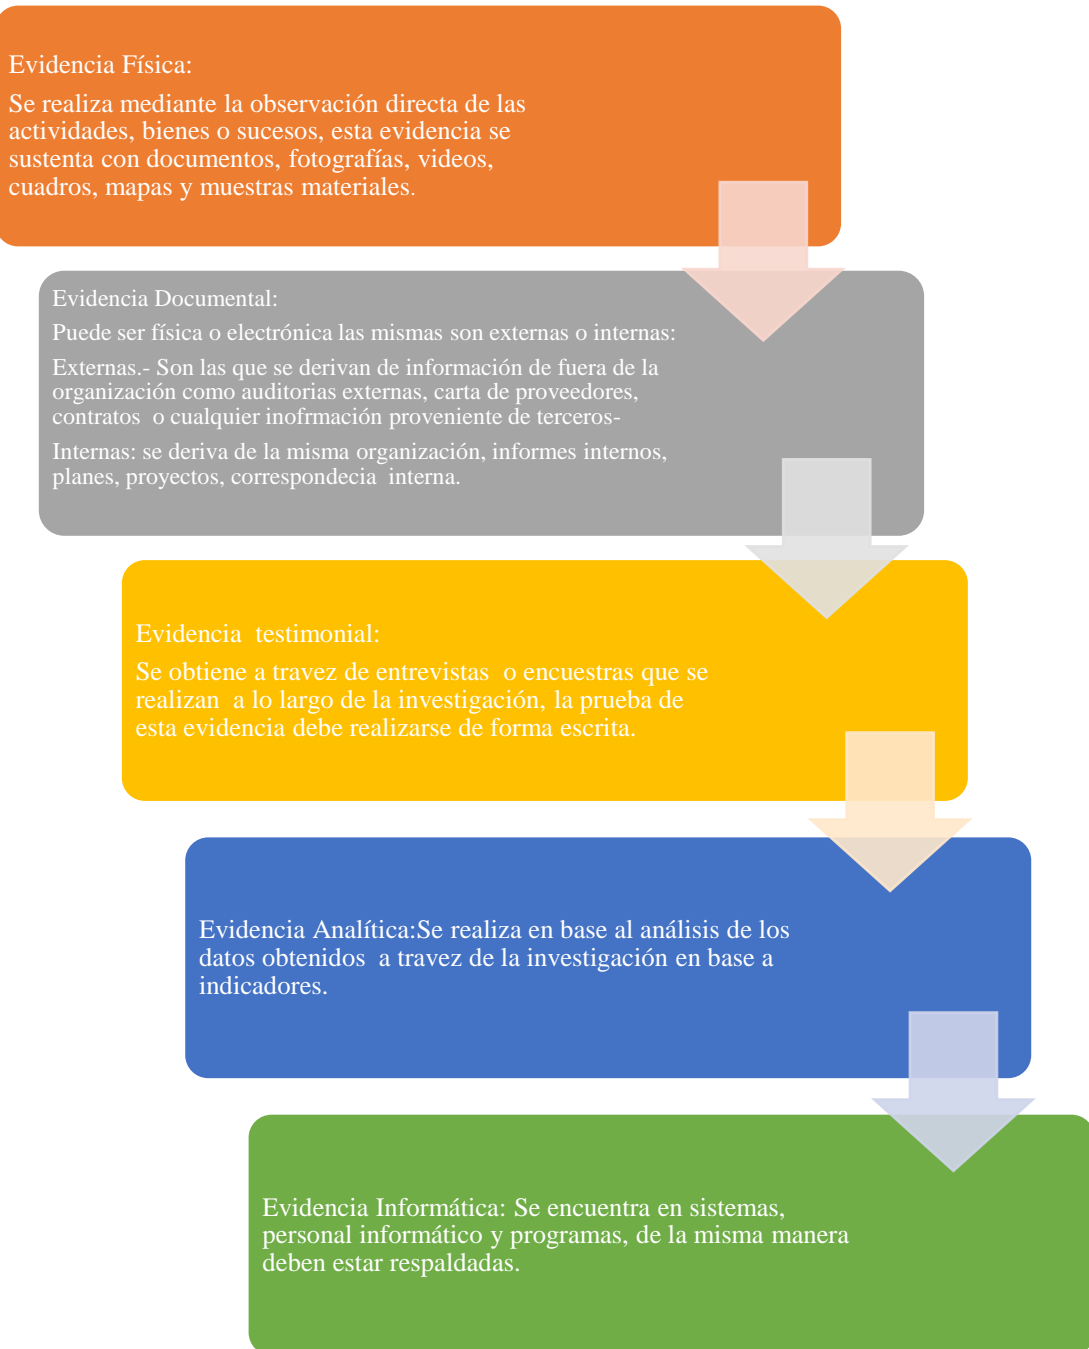 Evidencia Física:
Se realiza mediante la observación directa de las
actividades, bienes o sucesos, esta evidencia se
sustenta con documentos, fotografías, videos,
cuadros, mapas y muestras materiales.
Evidencia Documental:
Puede ser física o electrónica las mismas son externas o internas:
Externas.- Son las que se derivan de información de fuera de la
organización como auditorias externas, carta de proveedores,
contratos o cualquier inofrmación proveniente de terceros-
Internas: se deriva de la misma organización, informes internos,
planes, proyectos, correspondecia interna.
Evidencia testimonial:
Se obtiene a travez de entrevistas o encuestras que se
realizan a lo largo de la investigación, la prueba de
esta evidencia debe realizarse de forma escrita.
Evidencia Analítica:Se realiza en base al análisis de los
datos obtenidos a travez de la investigación en base a
indicadores.
Evidencia Informática: Se encuentra en sistemas,
personal informático y programas, de la misma manera
deben estar respaldadas.